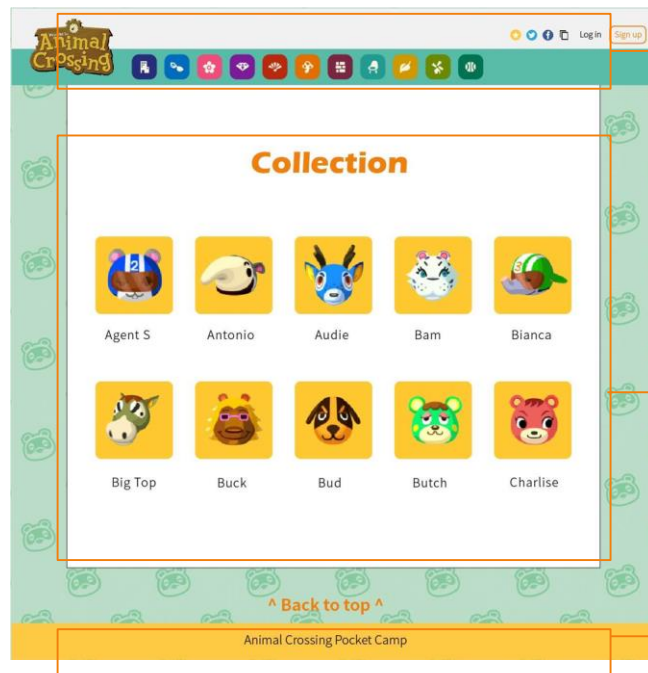 Log in
Sign up
Animal
Crossing
Collection
2
Agent S
Antonio
Audie
Bam
Bianca
Big Top
Buck
Bud
Butch
Charlise
^ Back to top ^
Animal Crossing Pocket Camp